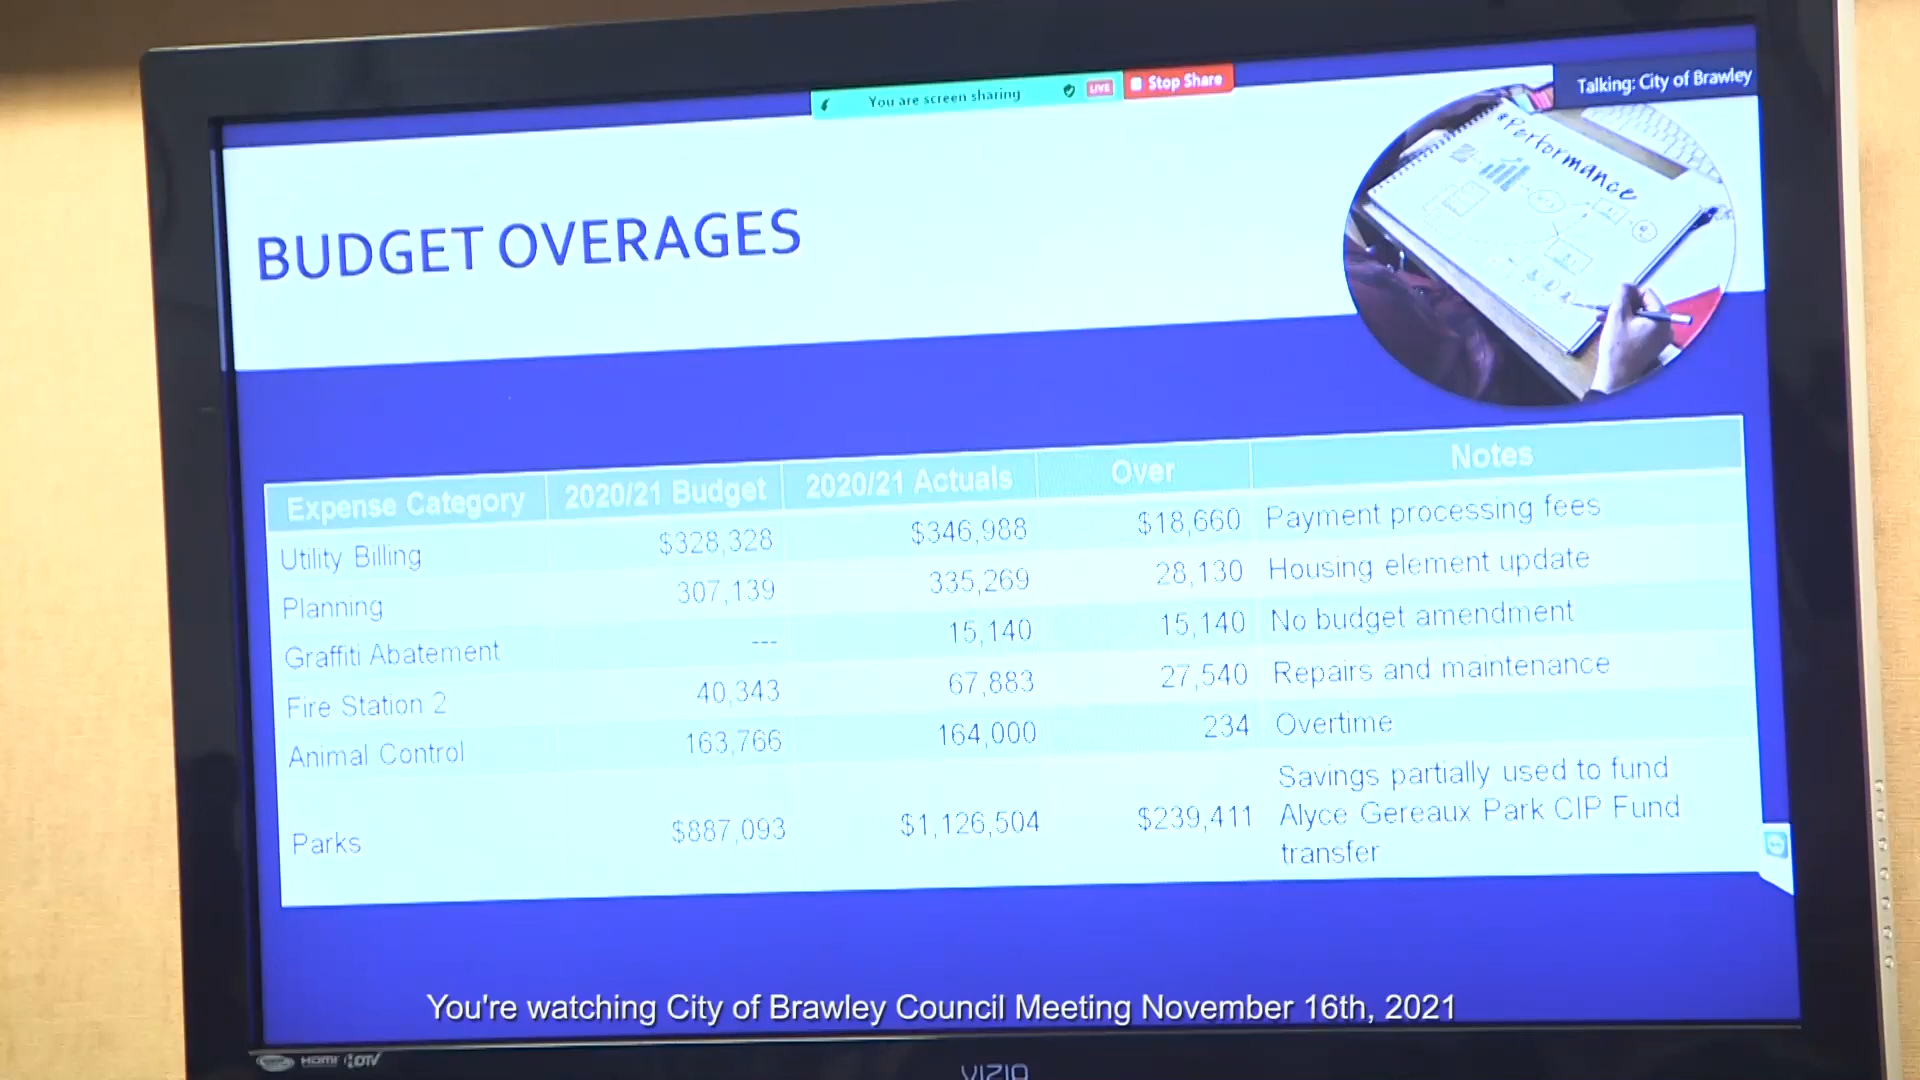 You are screen sharing LIVE Stop Share
Talking: City of Brawley
#Performance
BUDGET OVERAGES
Expense Category 2020/21 Budget 2020/21 Actuals Over Notes
Utility Billing $328,328 $346,988 $18,660 Payment processing fees
Planning 307,139 335,269 28,130 Housing element update
Graffiti Abatement --- 15,140 15,140 No budget amendment
Fire Station 2 40,343 67,883 27,540 Repairs and maintenance
Animal Control 163,766 164,000 234 Overtime
Parks $887,093 $1,126,504 $239,411 Savings partially used to fund
Alyce Gereaux Park CIP Fund
transfer
You're watching City of Brawley Council Meeting November 16th, 2021
HDMI HDTV
VIZIO